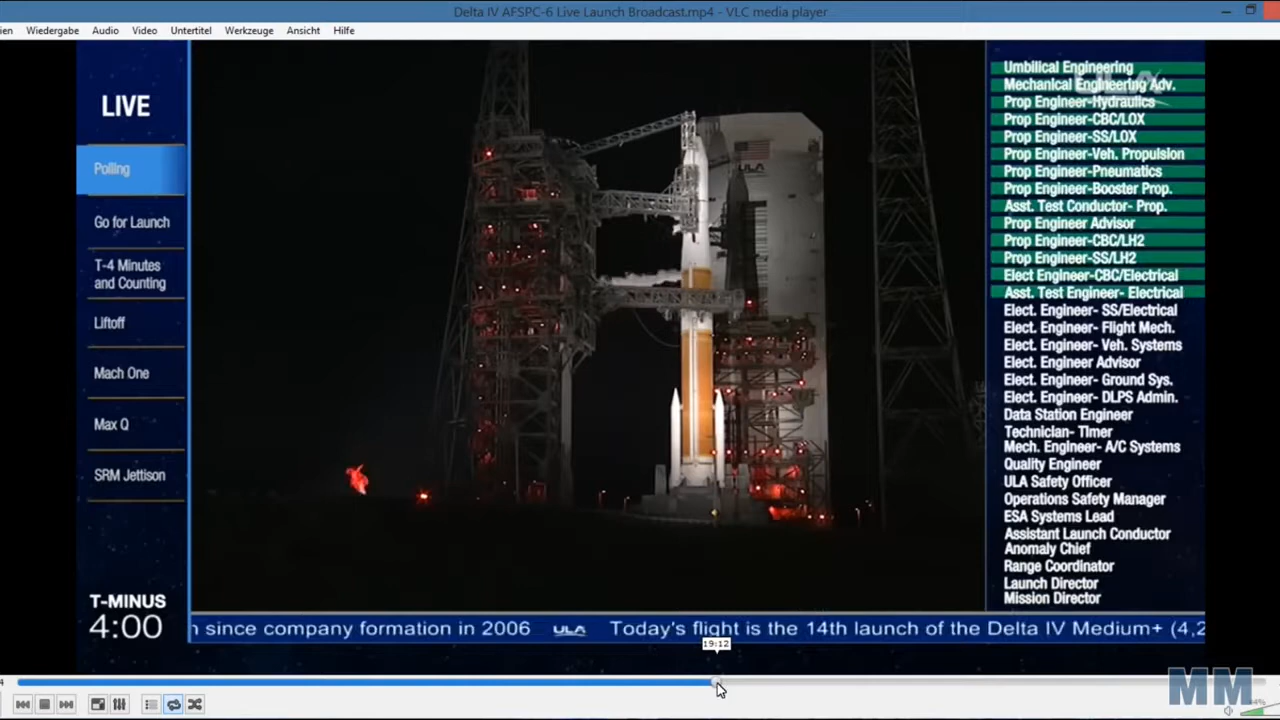 Delta IV AFSPC-6 Live Launch Broadcast.mp4 - VLC media player
ien Wiedergabe Audio Video Untertitel Werkzeuge Ansicht Hilfe
LIVE
Polling
Go for Launch
T-4 Minutes
and Counting
Liftoff
Mach One
Max Q
SRM Jettison
T-MINUS
4:00
ULA
ULA
Umbilical Engineering
Mechanical Engineering Adv.
Prop Engineer-Hydraulics
Prop Engineer-CBC/LOX
Prop Engineer-SS/LOX
Prop Engineer-Veh. Propulsion
Prop Engineer-Pneumatics
Prop Engineer-Booster Prop.
Asst. Test Conductor- Prop.
Prop Engineer Advisor
Prop Engineer-CBC/LH2
Prop Engineer-SS/LH2
Elect Engineer-CBC/Electrical
Asst. Test Engineer- Electrical
Elect. Engineer- SS/Electrical
Elect. Engineer- Flight Mech.
Elect. Engineer- Veh. Systems
Elect. Engineer Advisor
Elect. Engineer- Ground Sys.
Elect. Engineer- DLPS Admin.
Data Station Engineer
Technician- Timer
Mech. Engineer- A/C Systems
Quality Engineer
ULA Safety Officer
Operations Safety Manager
ESA Systems Lead
Assistant Launch Conductor
Anomaly Chief
Range Coordinator
Launch Director
Mission Director
n since company formation in 2006 ULA Today's flight is the 14th launch of the Delta IV Medium+ (4,2
19:12
MM